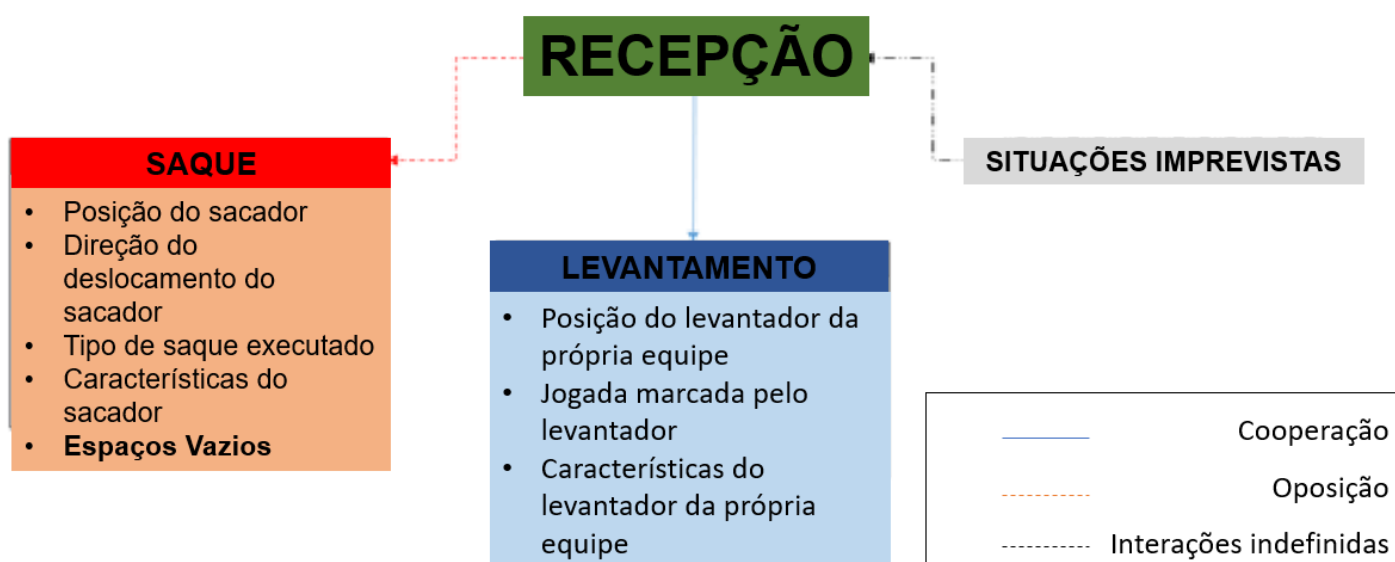 RECEPÇÃO
SITUAÇÕES IMPREVISTAS
SAQUE
• Posição do sacador
• Direção do
deslocamento do
sacador
• Tipo de saque executado
• Características do
sacador
• Espaços Vazios
LEVANTAMENTO
• Posição do levantador da
própria equipe
• Jogada marcada pelo
levantador
• Características do
levantador da própria
equipe
Cooperação
Oposição
Interações indefinidas